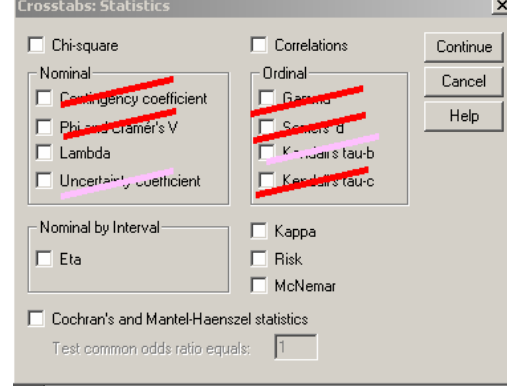 Crosstabs: Statistics
Chi-square
Correlations
Continue
Nominal
Contingency coefficient
Phi and Cramér's V
Lambda
Uncertainty coefficient
Ordinal
Gamma
Somers' d
Kendall's tau-b
Kendall's tau-c
Cancel
Help
Nominal by Interval
Eta
Kappa
Risk
McNemar
Cochran's and Mantel-Haenszel statistics
Test common odds ratio equals: 1